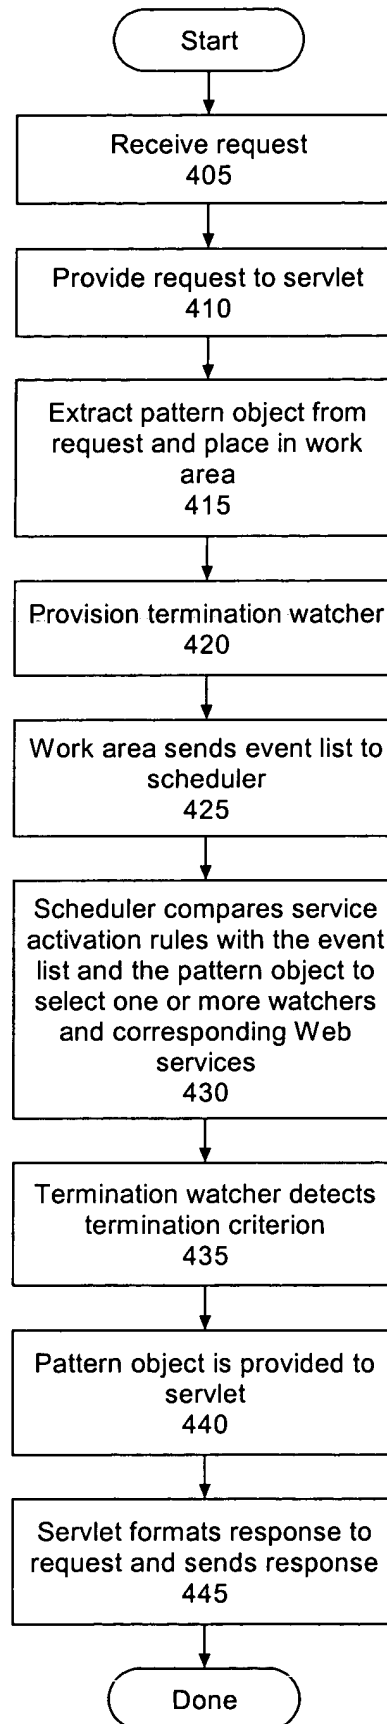 Start
Receive request
405
Provide request to servlet
410
Extract pattern object from
request and place in work
area
415
Provision termination watcher
420
Work area sends event list to
scheduler
425
Scheduler compares service
activation rules with the event
list and the pattern object to
select one or more watchers
and corresponding Web
services
430
Termination watcher detects
termination criterion
435
Pattern object is provided to
servlet
440
Servlet formats response to
request and sends response
445
Done